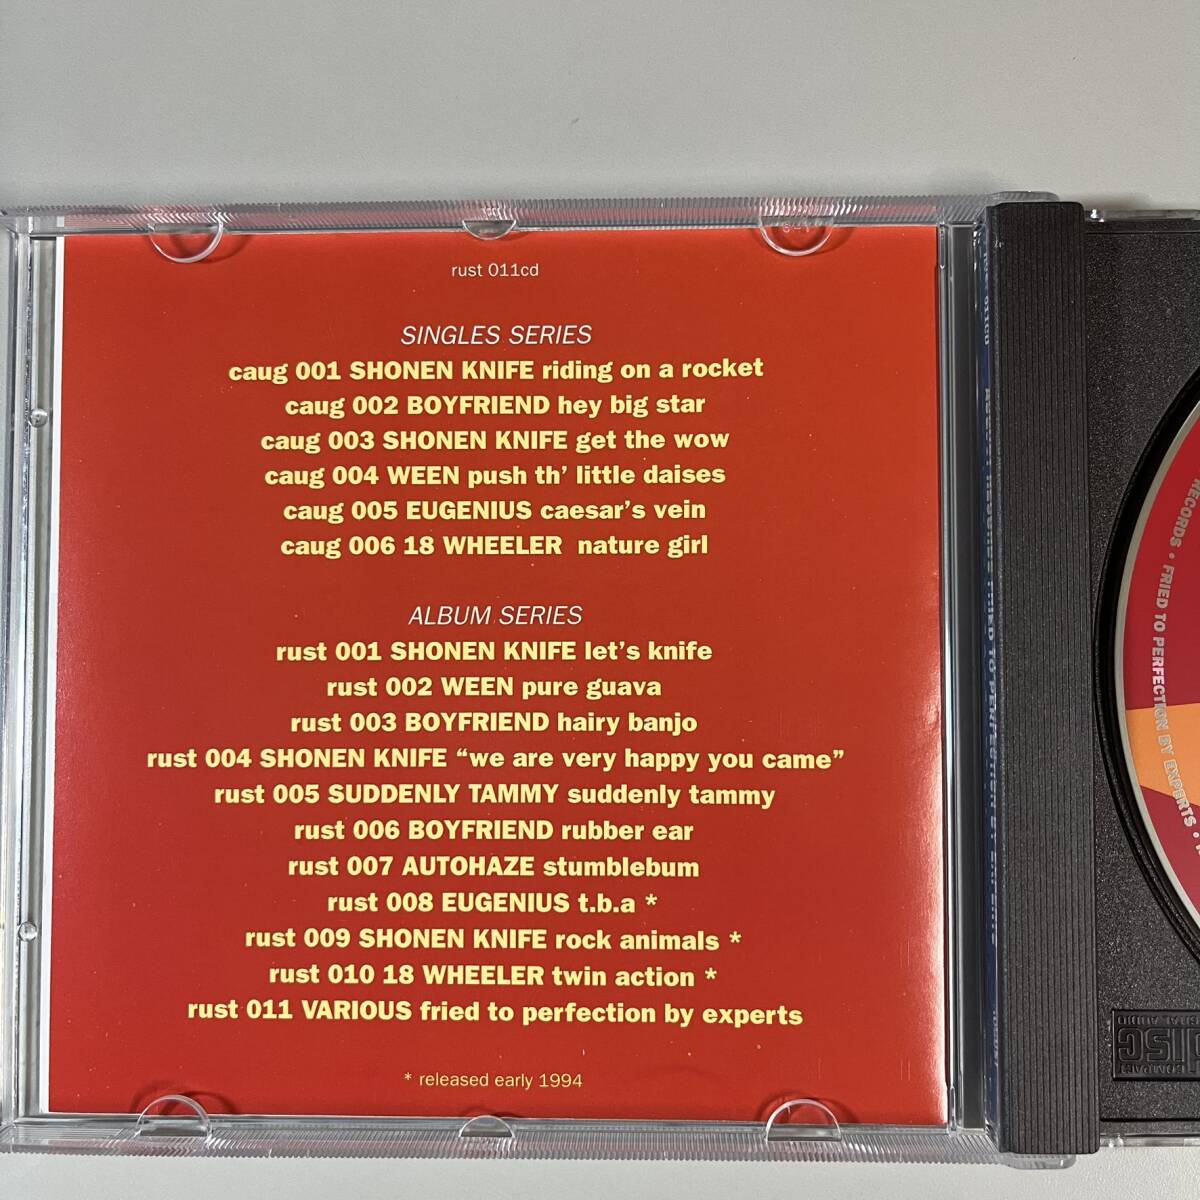 rust 011cd
SINGLES SERIES
caug 001 SHONEN KNIFE riding on a rocket
caug 002 BOYFRIEND hey big star
caug 003 SHONEN KNIFE get the wow
caug 004 WEEN push th' little daises
caug 005 EUGENIUS caesar's vein
caug 006 18 WHEELER nature girl
ALBUM SERIES
rust 001 SHONEN KNIFE let's knife
rust 002 WEEN pure guava
rust 003 BOYFRIEND hairy banjo
rust 004 SHONEN KNIFE “we are very happy you came”
rust 005 SUDDENLY TAMMY suddenly tammy
rust 006 BOYFRIEND rubber ear
rust 007 AUTOHAZE stumblebum
rust 008 EUGENIUS t.b.a *
rust 009 SHONEN KNIFE rock animals *
rust 010 18 WHEELER twin action *
rust 011 VARIOUS fried to perfection by experts
* released early 1994
RECORDS • FRIED TO PERFECTION BY EXPERTS •
DISC
COMPACT
DIGITAL AUDIO